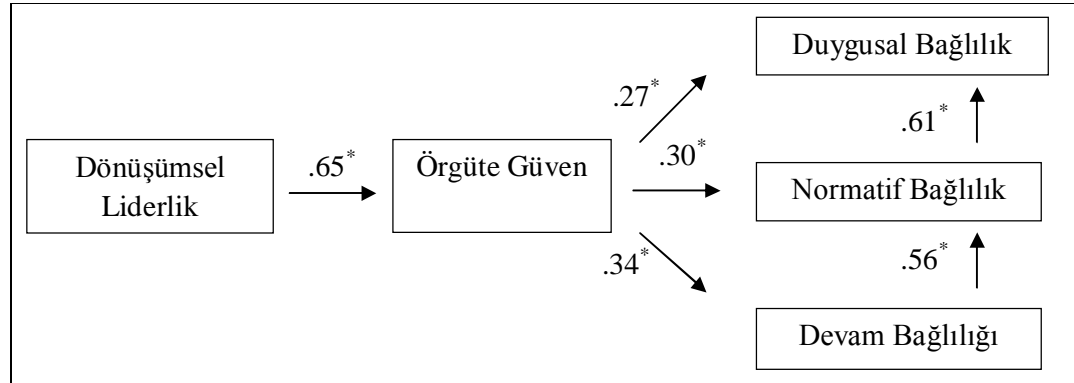 Duygusal Bağlılık
.27*
.61*
Dönüşümsel
Liderlik
.65*
Örgüte Güven
.30*
Normatif Bağlılık
.34*
.56*
Devam Bağlılığı